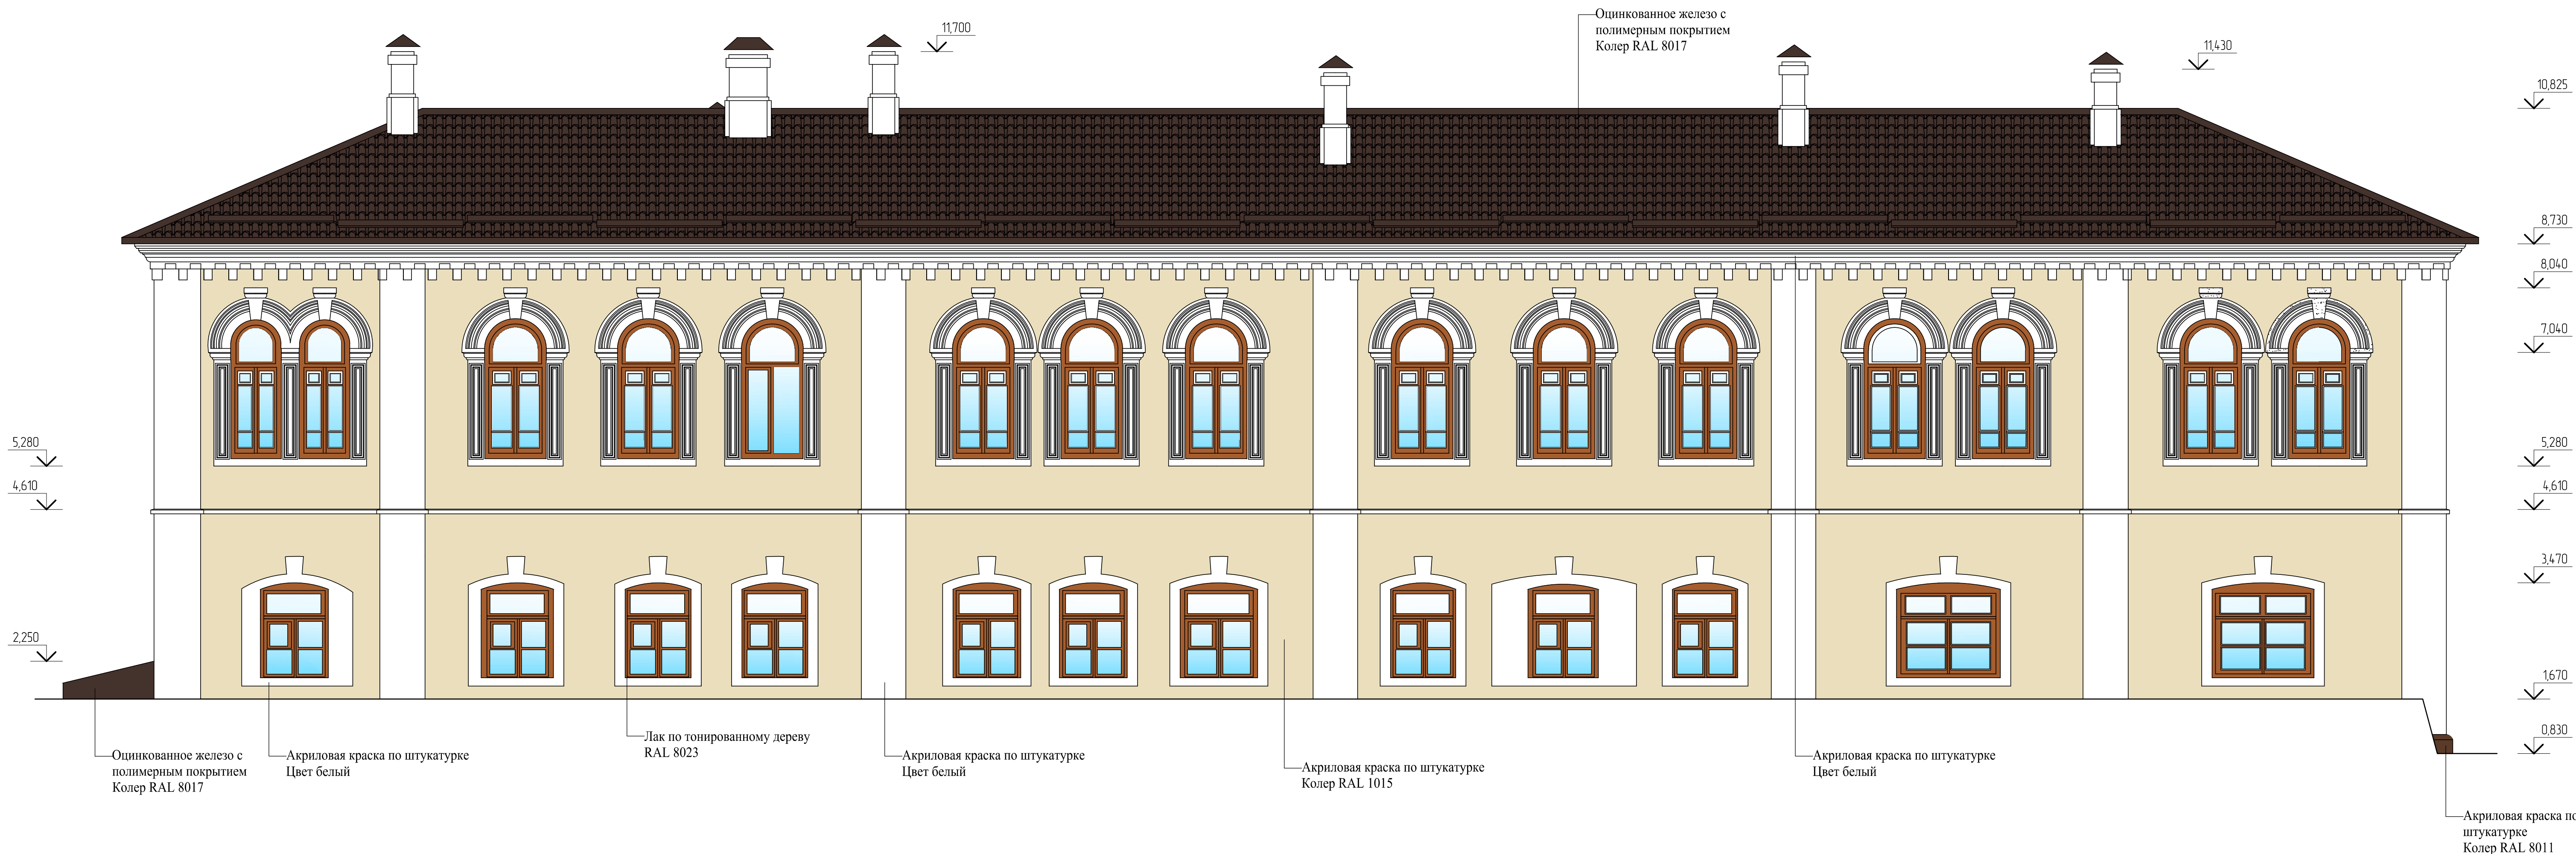 Оцинкованное железо с
полимерным покрытием
Колер RAL 8017
11,700
11,430
10,825
8,730
8,040
7,040
5,280
4,610
2,250
5,280
4,610
3,470
1,670
0,830
Оцинкованное железо с
полимерным покрытием
Колер RAL 8017
Акриловая краска по штукатурке
Цвет белый
Лак по тонированному дереву
RAL 8023
Акриловая краска по штукатурке
Цвет белый
Акриловая краска по штукатурке
Колер RAL 1015
Акриловая краска по штукатурке
Цвет белый
Акриловая краска по
штукатурке
Колер RAL 8011